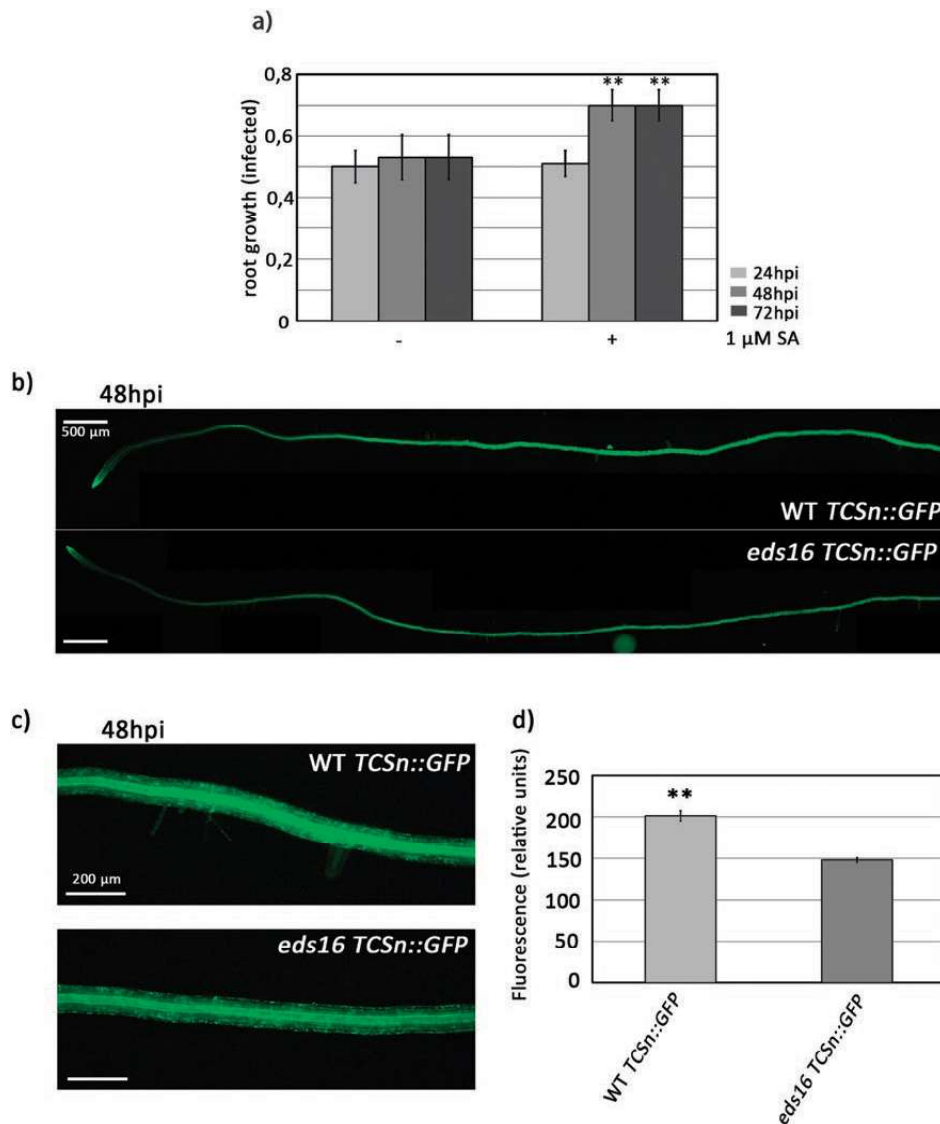 a)
0,8
0,6
0,4
0,2
0
root growth (infected)
** **
- + 1 μM SA
24hpi
48hpi
72hpi
b)
48hpi
500 μm
WT TCSn::GFP
eds16 TCSn::GFP
c)
48hpi
WT TCSn::GFP
200 μm
eds16 TCSn::GFP
d)
250
200
150
100
50
0
Fluorescence (relative units)
**
WT TCSn::GFP
eds16 TCSn::GFP